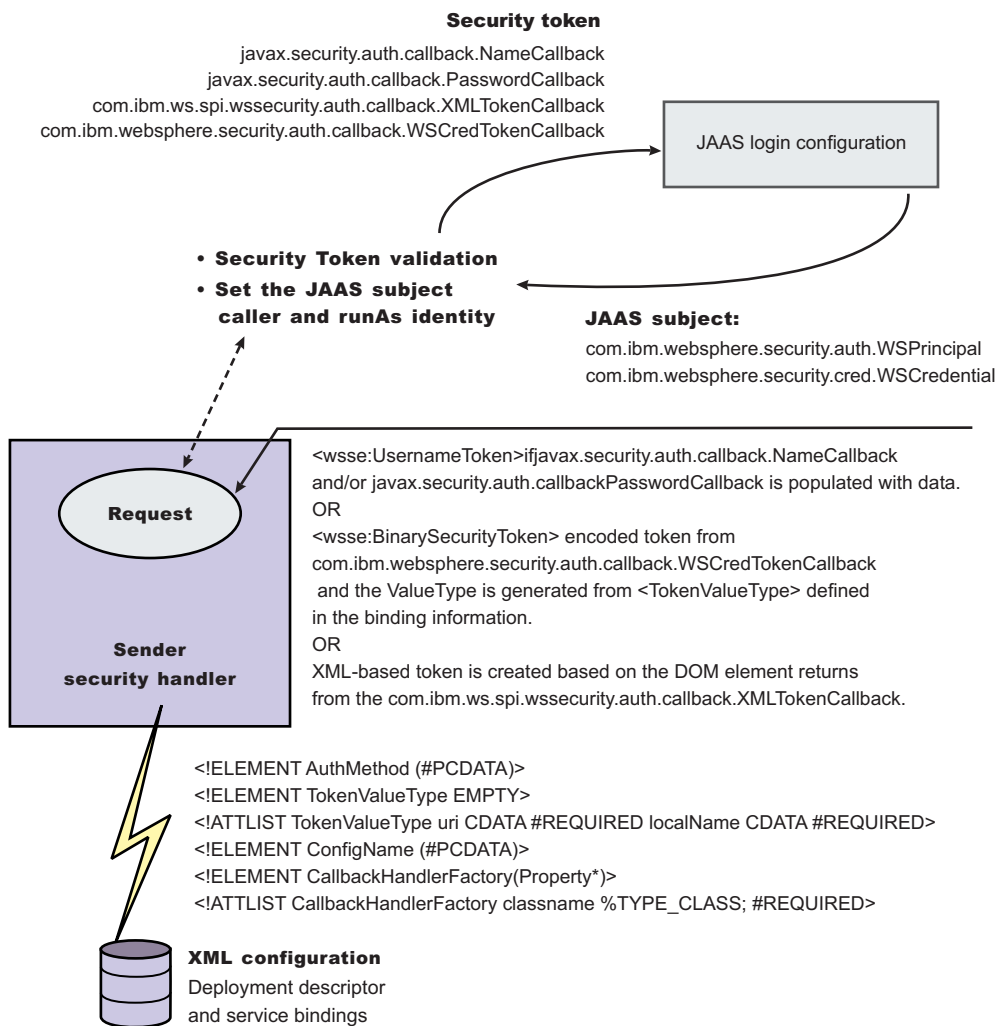 Security token
javax.security.auth.callback.NameCallback
javax.security.auth.callback.PasswordCallback
com.ibm.ws.spi.wssecurity.auth.callback.XMLTokenCallback
com.ibm.websphere.security.auth.callback.WSCredTokenCallback
JAAS login configuration
• Security Token validation
• Set the JAAS subject
caller and runAs identity
JAAS subject:
com.ibm.websphere.security.auth.WSPrincipal
com.ibm.websphere.security.cred.WSCredential
Request
Sender
security handler
<wsse:UsernameToken>ifjavax.security.auth.callback.NameCallback
and/or javax.security.auth.callbackPasswordCallback is populated with data.
OR
<wsse:BinarySecurityToken> encoded token from
com.ibm.websphere.security.auth.callback.WSCredTokenCallback
and the ValueType is generated from <TokenValueType> defined
in the binding information.
OR
XML-based token is created based on the DOM element returns
from the com.ibm.ws.spi.wssecurity.auth.callback.XMLTokenCallback.
<!ELEMENT AuthMethod (#PCDATA)>
<!ELEMENT TokenValueType EMPTY>
<!ATTLIST TokenValueType uri CDATA #REQUIRED localName CDATA #REQUIRED>
<!ELEMENT ConfigName (#PCDATA)>
<!ELEMENT CallbackHandlerFactory(Property*)>
<!ATTLIST CallbackHandlerFactory classname %TYPE_CLASS; #REQUIRED>
XML configuration
Deployment descriptor
and service bindings